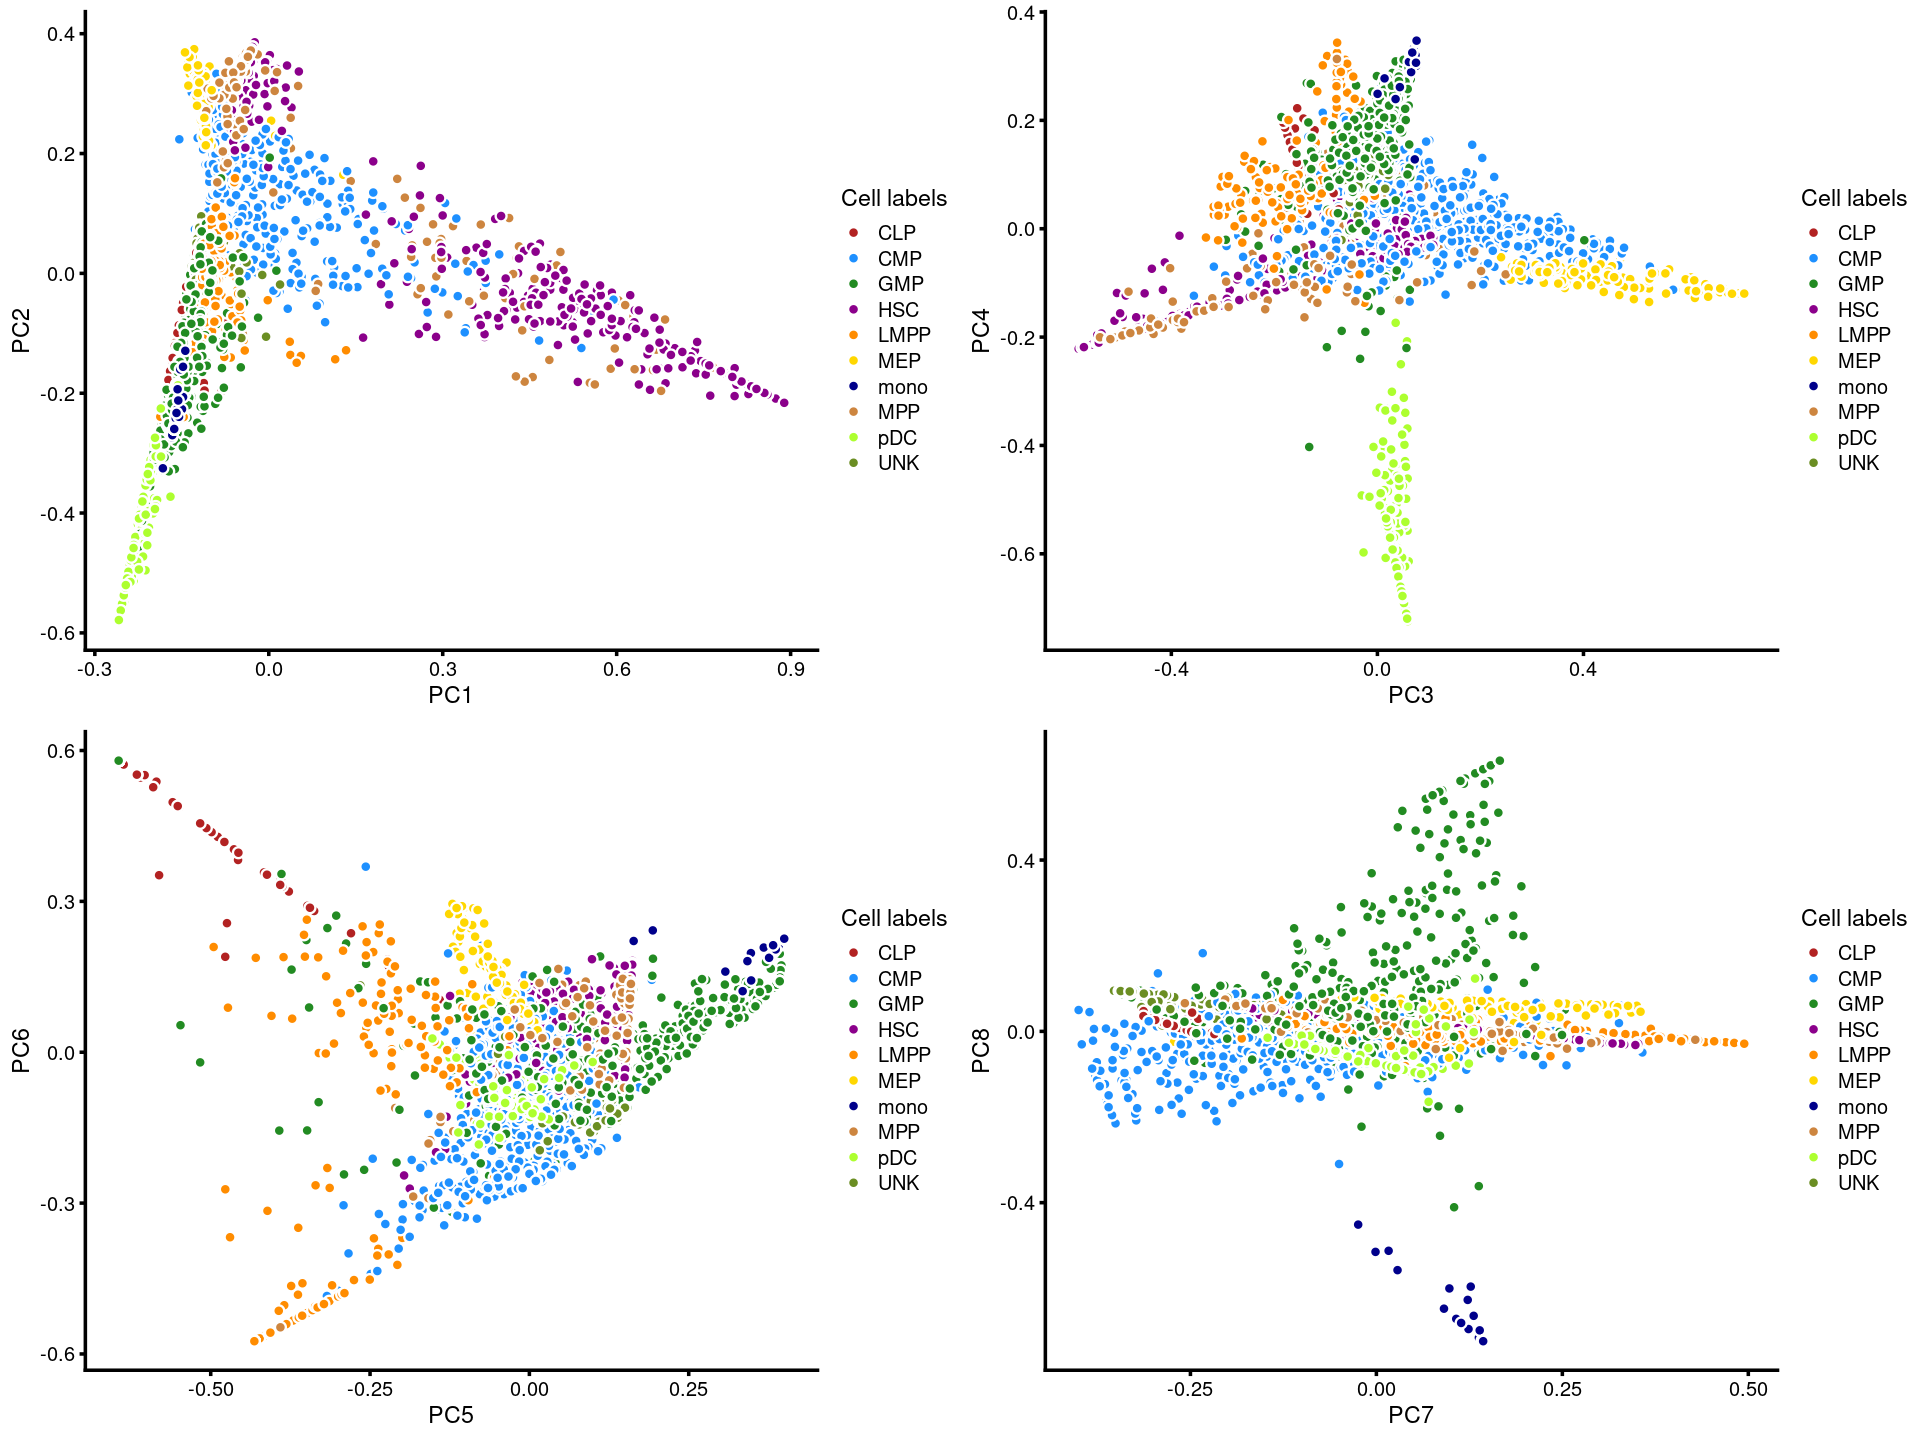 0.4
0.2
0.0
-0.2
-0.4
-0.6
PC2
-0.3
0.0
0.3
0.6
0.9
PC1
Cell labels
CLP
CMP
GMP
HSC
LMPP
MEP
mono
MPP
pDC
UNK
0.4
0.2
0.0
-0.2
-0.4
-0.6
PC4
-0.4
0.0
0.4
PC3
Cell labels
CLP
CMP
GMP
HSC
LMPP
MEP
mono
MPP
pDC
UNK
0.6
0.3
0.0
-0.3
-0.6
PC6
-0.50
-0.25
0.00
0.25
PC5
Cell labels
CLP
CMP
GMP
HSC
LMPP
MEP
mono
MPP
pDC
UNK
0.4
0.0
-0.4
PC8
-0.25
0.00
0.25
0.50
PC7
Cell labels
CLP
CMP
GMP
HSC
LMPP
MEP
mono
MPP
pDC
UNK